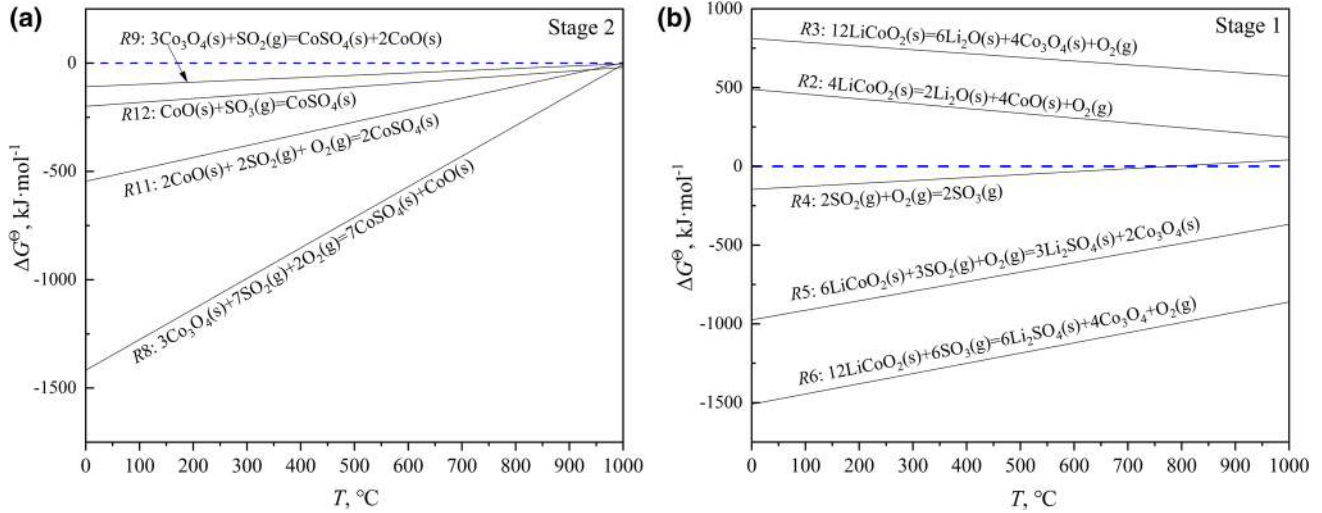 (a)
Stage 2
R9: 3Co₃O₄(s)+SO₂(g)=CoSO₄(s)+2CoO(s)
R12: CoO(s)+SO₃(g)=CoSO₄(s)
R11: 2CoO(s)+ 2SO₂(g)+ O₂(g)=2CoSO₄(s)
R8: 3Co₃O₄(s)+7SO₂(g)+2O₂(g)=7CoSO₄(s)+CoO(s)
0
-500
-1000
-1500
ΔG^Θ, kJ·mol⁻¹
0 100 200 300 400 500 600 700 800 900 1000
T, °C
(b)
Stage 1
R3: 12LiCoO₂(s)=6Li₂O(s)+4Co₃O₄(s)+O₂(g)
R2: 4LiCoO₂(s)=2Li₂O(s)+4CoO(s)+O₂(g)
R4: 2SO₂(g)+O₂(g)=2SO₃(g)
R5: 6LiCoO₂(s)+3SO₂(g)+O₂(g)=3Li₂SO₄(s)+2Co₃O₄(s)
R6: 12LiCoO₂(s)+6SO₃(g)=6Li₂SO₄(s)+4Co₃O₄+O₂(g)
1000
500
0
-500
-1000
-1500
ΔG^Θ, kJ·mol⁻¹
0 100 200 300 400 500 600 700 800 900 1000
T, °C